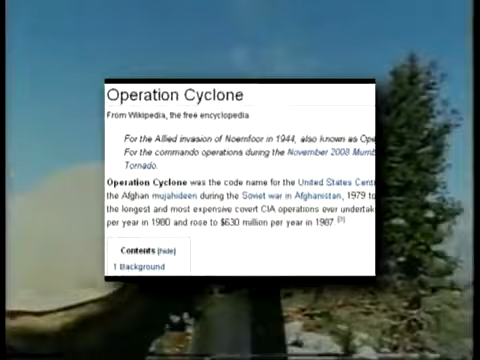 Operation Cyclone
From Wikipedia, the free encyclopedia
For the Allied invasion of Noemfoor in 1944, also known as Ope
For the commando operations during the November 2008 Mumb
Tornado.
Operation Cyclone was the code name for the United States Cent
the Afghan mujahideen during the Soviet war in Afghanistan, 1979 to
the longest and most expensive covert CIA operations ever undertak
per year in 1980 and rose to $630 million per year in 1987. [3]
Contents [hide]
1 Background